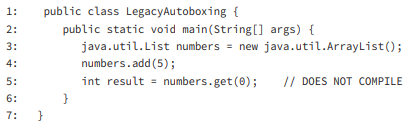 1: public class LegacyAutoboxing {
2: public static void main(String[] args) {
3: java.util.List numbers = new java.util.ArrayList();
4: numbers.add(5);
5: int result = numbers.get(0); // DOES NOT COMPILE
6: }
7: }